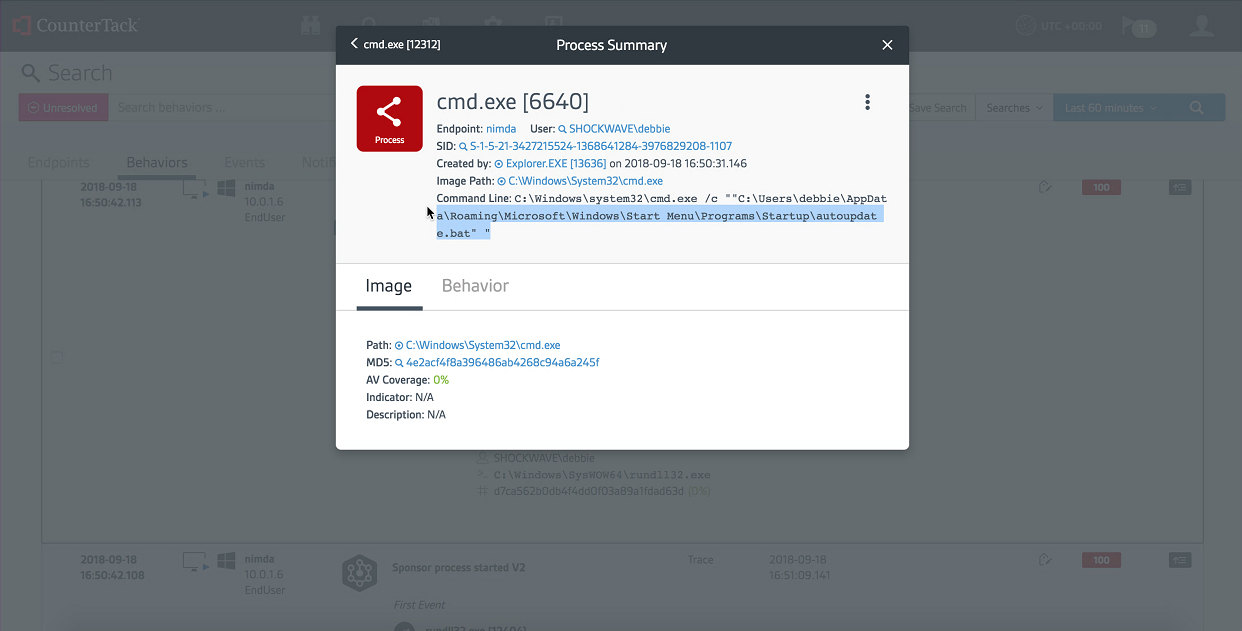 CounterTack
UTC +00:00
11
Search
Unresolved
Search behaviors ...
Save Search
Searches
Last 60 minutes
Endpoints
Behaviors
Events
cmd.exe [12312]
Process Summary
Process
cmd.exe [6640]
Endpoint: nimda User: SHOCKWAVE\debbie
SID: S-1-5-21-3427215524-1368641284-3976829208-1107
Created by: Explorer.EXE [13636] on 2018-09-18 16:50:31.146
Image Path: C:\Windows\System32\cmd.exe
Command Line: C:\Windows\system32\cmd.exe /c ""C:\Users\debbie\AppDat
a\Roaming\Microsoft\Windows\Start Menu\Programs\Startup\autoupdat
e.bat" "
Image
Behavior
Path: C:\Windows\System32\cmd.exe
MD5: 4e2acf4f8a396486ab4268c94a6a245f
AV Coverage: 0%
Indicator: N/A
Description: N/A
2018-09-18
16:50:42.113
nimda
10.0.1.6
EndUser
100
SHOCKWAVE\debbie
C:\Windows\SysWOW64\rundll32.exe
d7ca562b0db4f4dd0f03a89a1fdad63d (0%)
2018-09-18
16:50:42.108
nimda
10.0.1.6
EndUser
Sponsor process started V2
Trace
2018-09-18
16:51:09.141
100
First Event